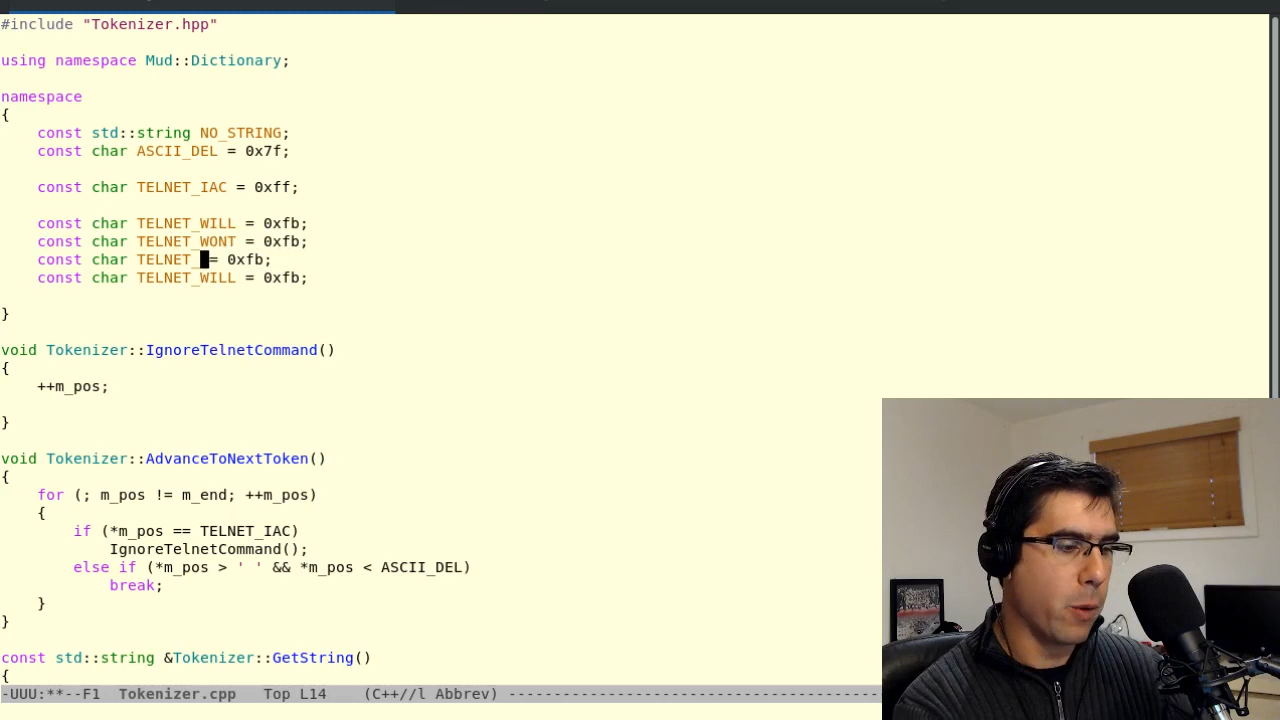 #include "Tokenizer.hpp"
using namespace Mud::Dictionary;
namespace
{
    const std::string NO_STRING;
    const char ASCII_DEL = 0x7f;
    const char TELNET_IAC = 0xff;
    const char TELNET_WILL = 0xfb;
    const char TELNET_WONT = 0xfb;
    const char TELNET_ = 0xfb;
    const char TELNET_WILL = 0xfb;
}
void Tokenizer::IgnoreTelnetCommand()
{
    ++m_pos;
}
void Tokenizer::AdvanceToNextToken()
{
    for (; m_pos != m_end; ++m_pos)
    {
        if (*m_pos == TELNET_IAC)
            IgnoreTelnetCommand();
        else if (*m_pos > ' ' && *m_pos < ASCII_DEL)
            break;
    }
}
const std::string &Tokenizer::GetString()
{
-UUU:**--F1  Tokenizer.cpp   Top L14    (C++//l Abbrev) -----------------------------------------